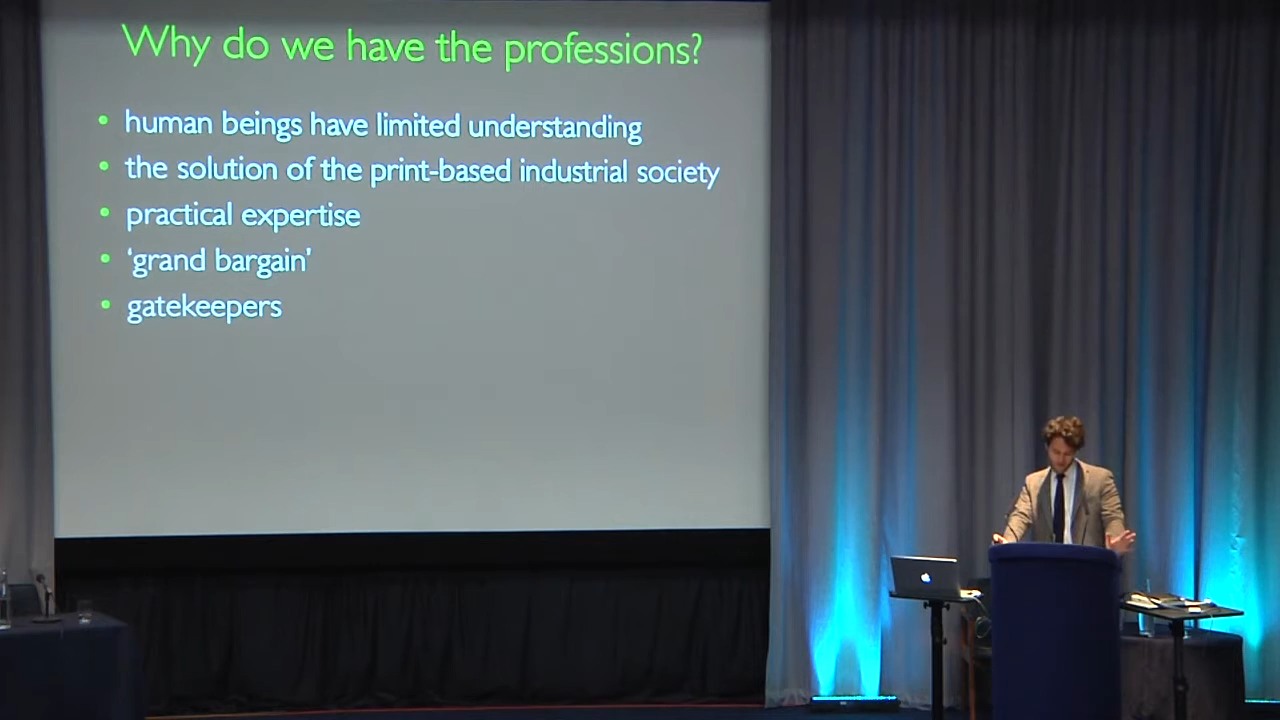 Why do we have the professions?
• human beings have limited understanding
• the solution of the print-based industrial society
• practical expertise
• ‘grand bargain’
• gatekeepers